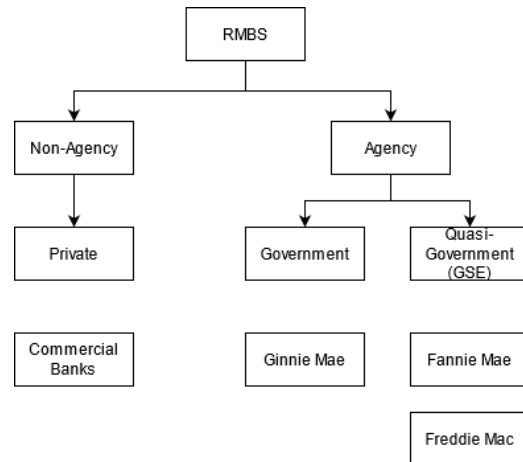 RMBS
Non-Agency
Agency
Private
Government
Quasi-
Government
(GSE)
Commercial
Banks
Ginnie Mae
Fannie Mae
Freddie Mac